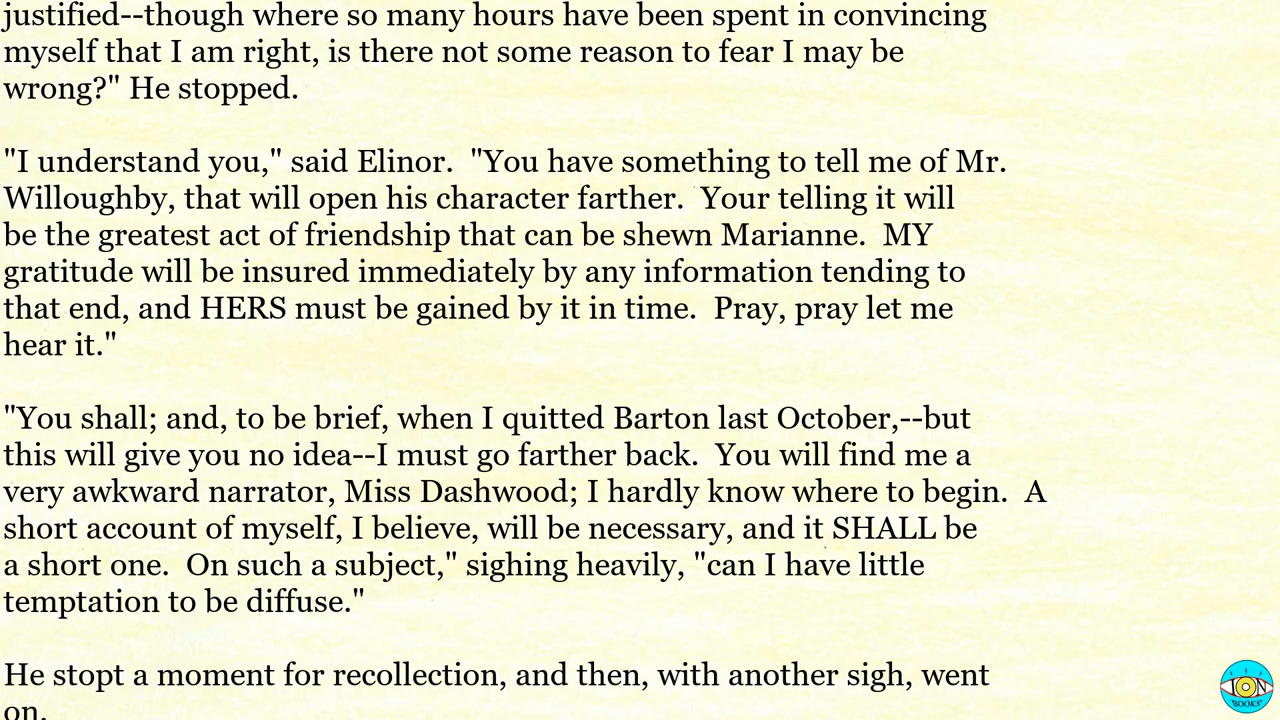 justified--though where so many hours have been spent in convincing
myself that I am right, is there not some reason to fear I may be
wrong?" He stopped.
"I understand you," said Elinor.  "You have something to tell me of Mr.
Willoughby, that will open his character farther.  Your telling it will
be the greatest act of friendship that can be shewn Marianne.  MY
gratitude will be insured immediately by any information tending to
that end, and HERS must be gained by it in time.  Pray, pray let me
hear it."
"You shall; and, to be brief, when I quitted Barton last October,--but
this will give you no idea--I must go farther back.  You will find me a
very awkward narrator, Miss Dashwood; I hardly know where to begin.  A
short account of myself, I believe, will be necessary, and it SHALL be
a short one.  On such a subject," sighing heavily, "can I have little
temptation to be diffuse."
He stopt a moment for recollection, and then, with another sigh, went
on.
ION
BOOKS